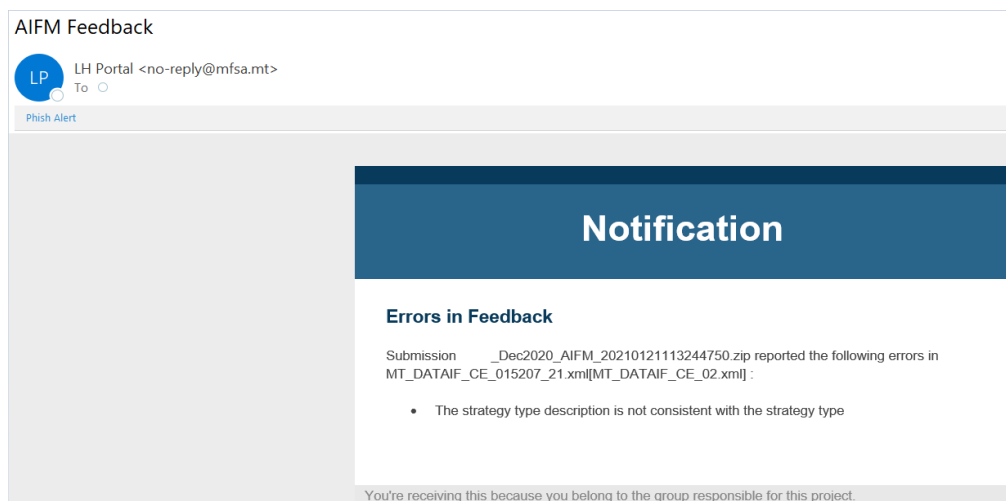 AIFM Feedback
LP
LH Portal <no-reply@mfsa.mt>
To
Phish Alert
Notification
Errors in Feedback
Submission _Dec2020_AIFM_20210121113244750.zip reported the following errors in
MT_DATAIF_CE_015207_21.xml[MT_DATAIF_CE_02.xml] :
• The strategy type description is not consistent with the strategy type
You're receiving this because you belong to the group responsible for this project.